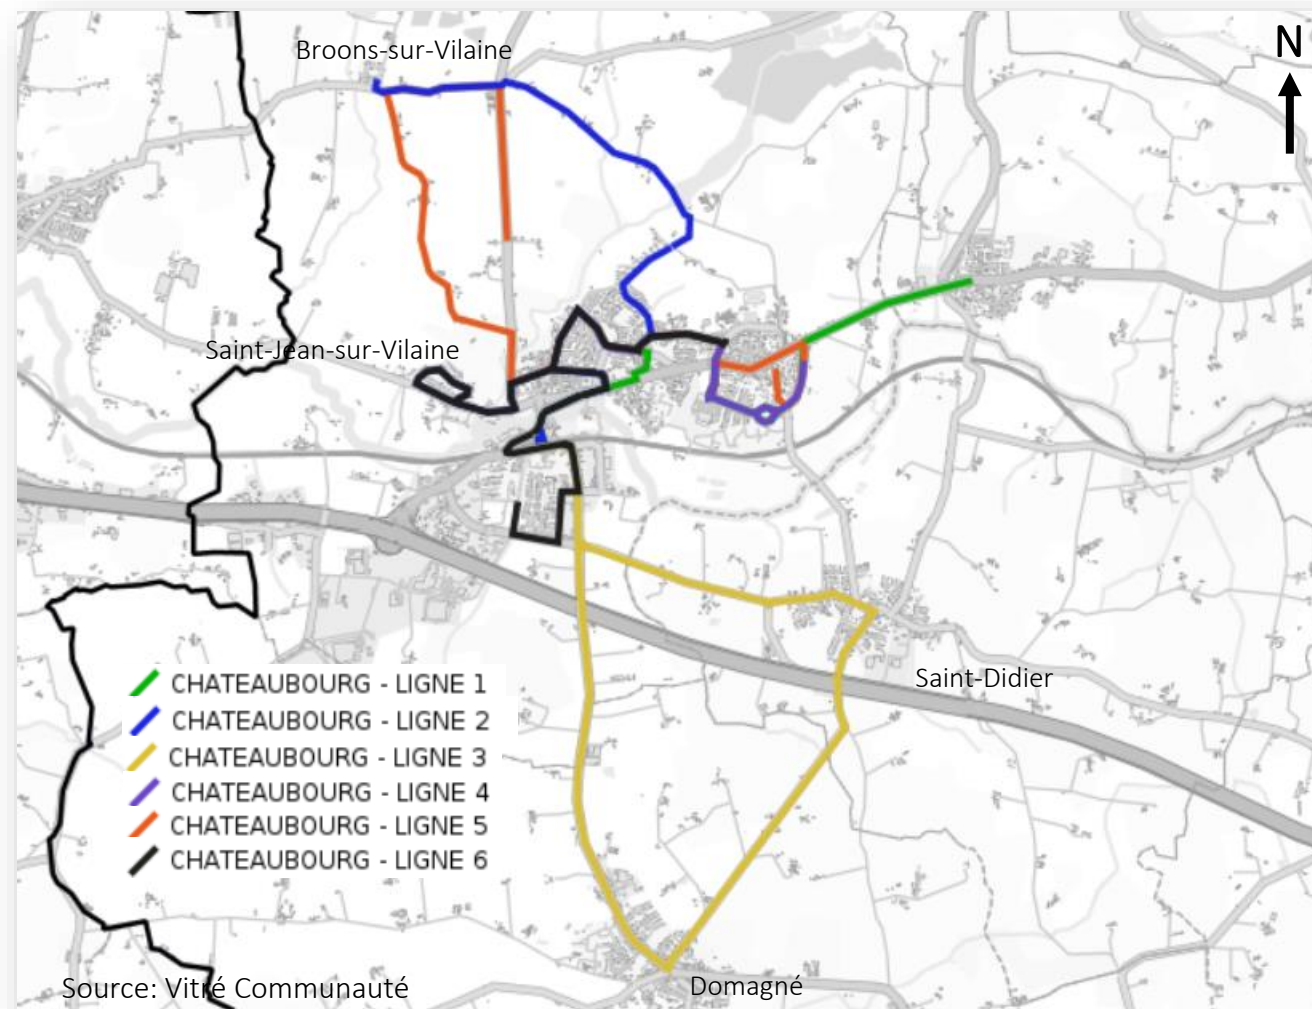 Broons-sur-Vilaine
N
Saint-Jean-sur-Vilaine
Saint-Didier
CHATEAUBOURG - LIGNE 1
CHATEAUBOURG - LIGNE 2
CHATEAUBOURG - LIGNE 3
CHATEAUBOURG - LIGNE 4
CHATEAUBOURG - LIGNE 5
CHATEAUBOURG - LIGNE 6
Source: Vitré Communauté
Domagné